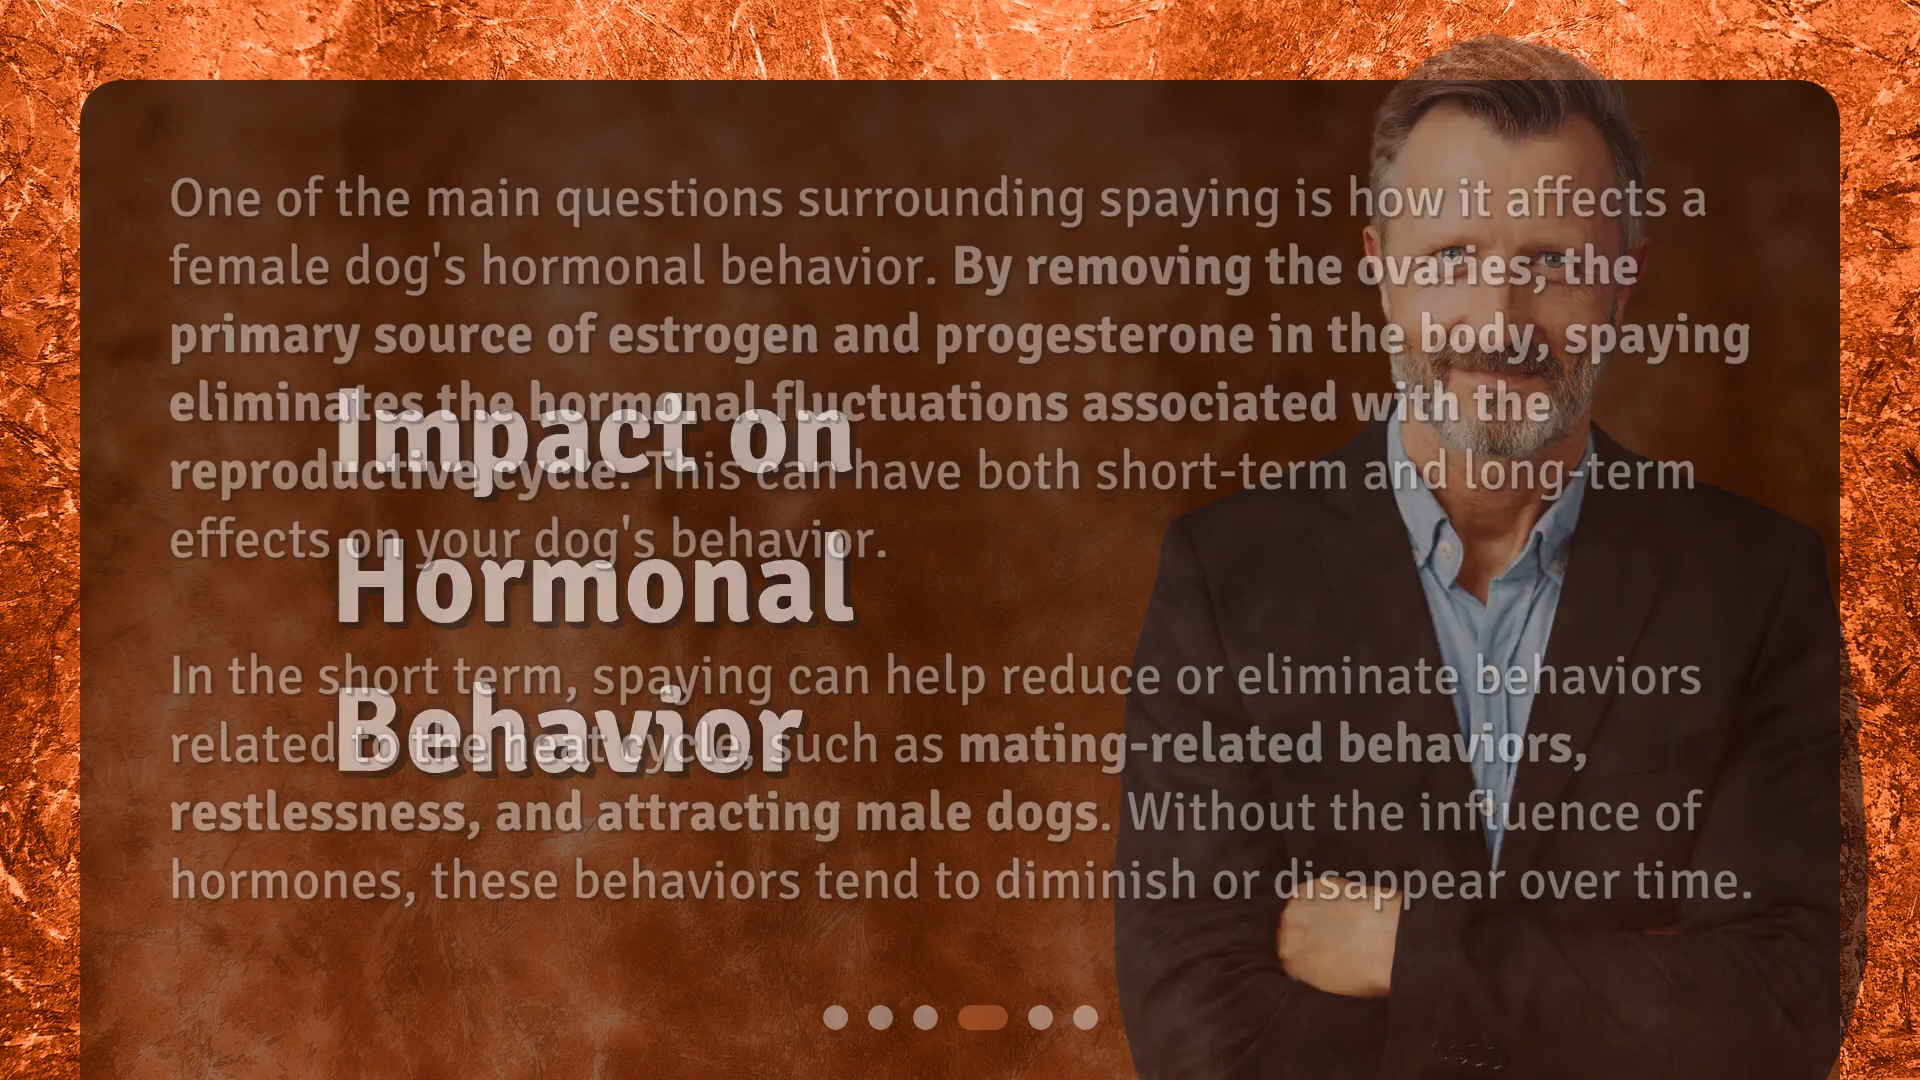 One of the main questions surrounding spaying is how it affects a
female dog's hormonal behavior. By removing the ovaries, the
primary source of estrogen and progesterone in the body, spaying
eliminates the hormonal fluctuations associated with the
reproductive cycle. This can have both short-term and long-term
effects on your dog's behavior.
In the short term, spaying can help reduce or eliminate behaviors
related to the heat cycle, such as mating-related behaviors,
restlessness, and attracting male dogs. Without the influence of
hormones, these behaviors tend to diminish or disappear over time.
Impact on
Hormonal
Behavior